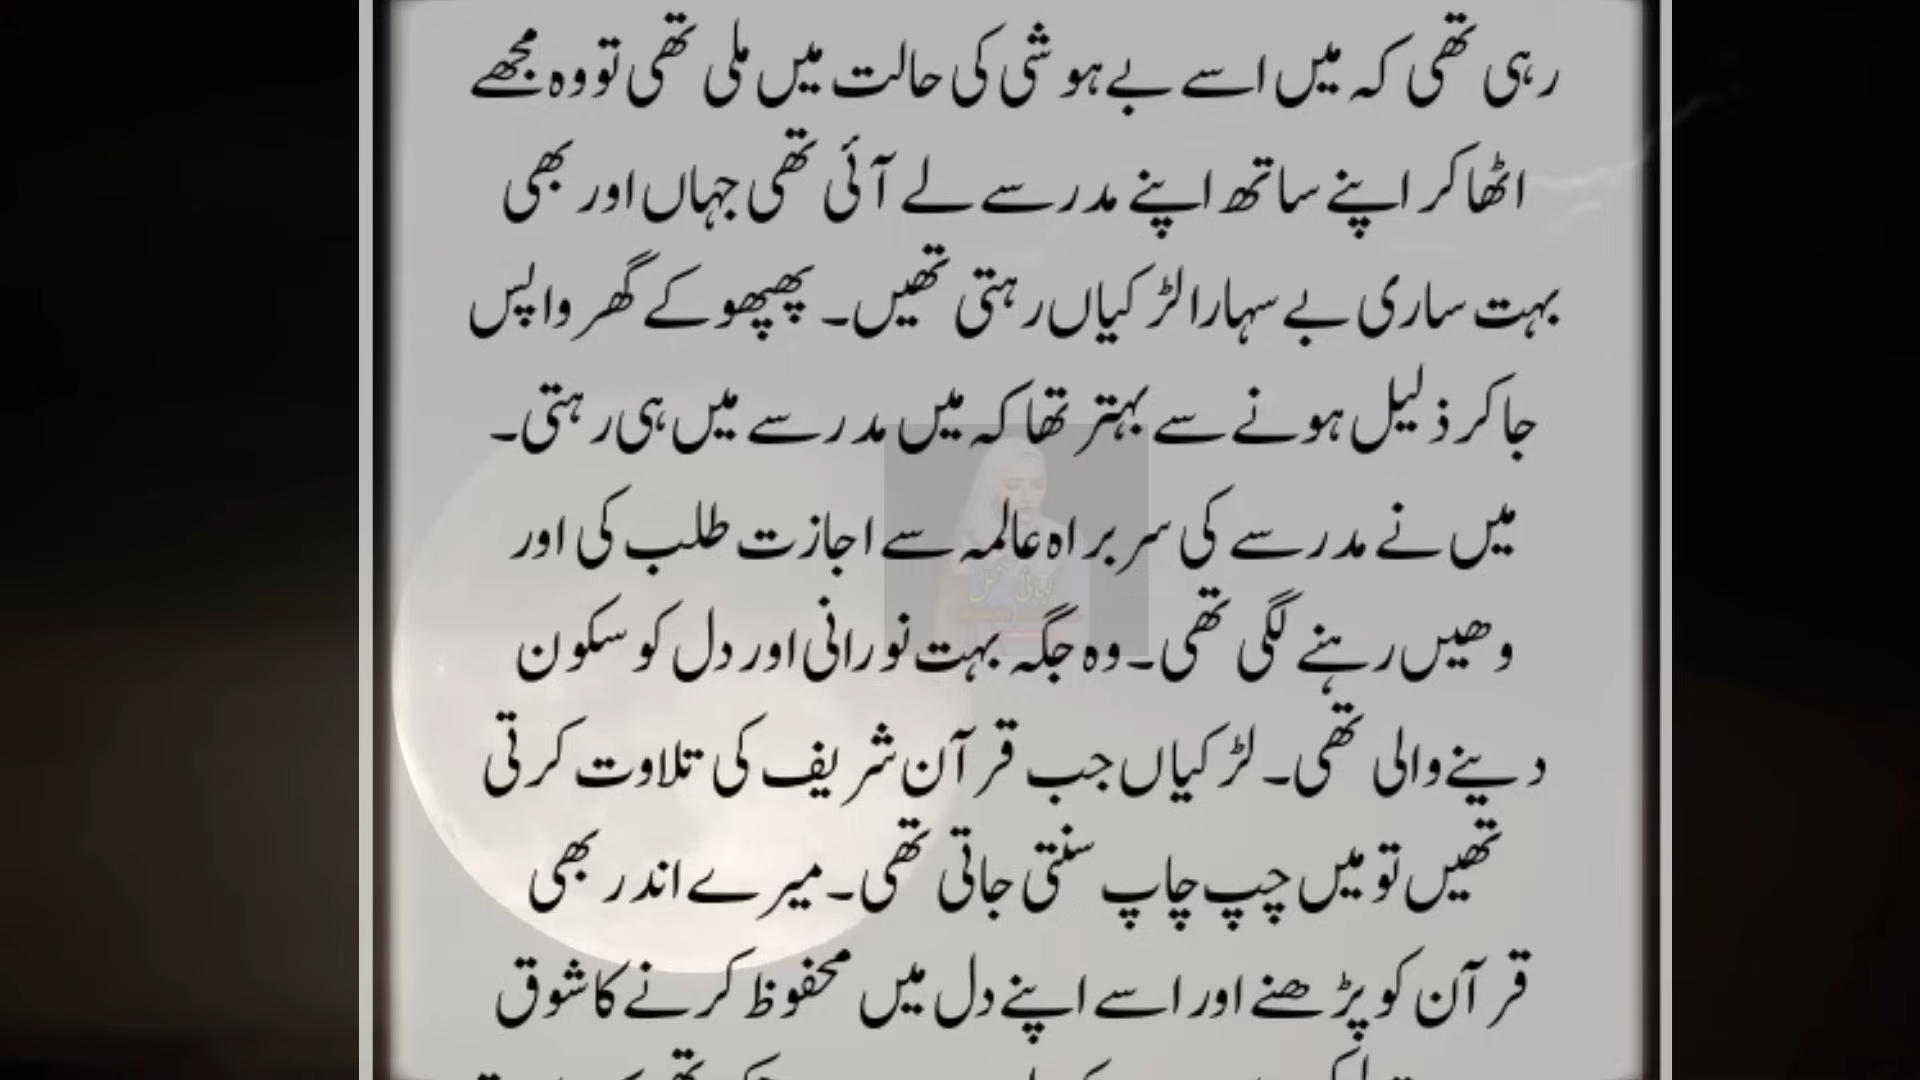 رہی تھی کہ میں اسے بے ہوشی کی حالت میں ملی تھی تو وہ مجھے
اٹھا کر اپنے ساتھ اپنے مدرسے لے آئی تھی جہاں اور بھی
بہت ساری بے سہارا لڑکیاں رہتی تھیں۔ پھپھو کے گھر واپس
جا کر ذلیل ہونے سے بہتر تھا کہ میں مدرسے میں ہی رہتی۔
میں نے مدرسے کی سربراہ عالمہ سے اجازت طلب کی اور
وھیں رہنے لگی تھی۔ وہ جگہ بہت نورانی اور دل کو سکون
دینے والی تھی۔ لڑکیاں جب قرآن شریف کی تلاوت کرتی
تھیں تو میں چپ چاپ سنتی جاتی تھی۔ میرے اندر بھی
قرآن کو پڑھنے اور اسے اپنے دل میں محفوظ کرنے کا شوق